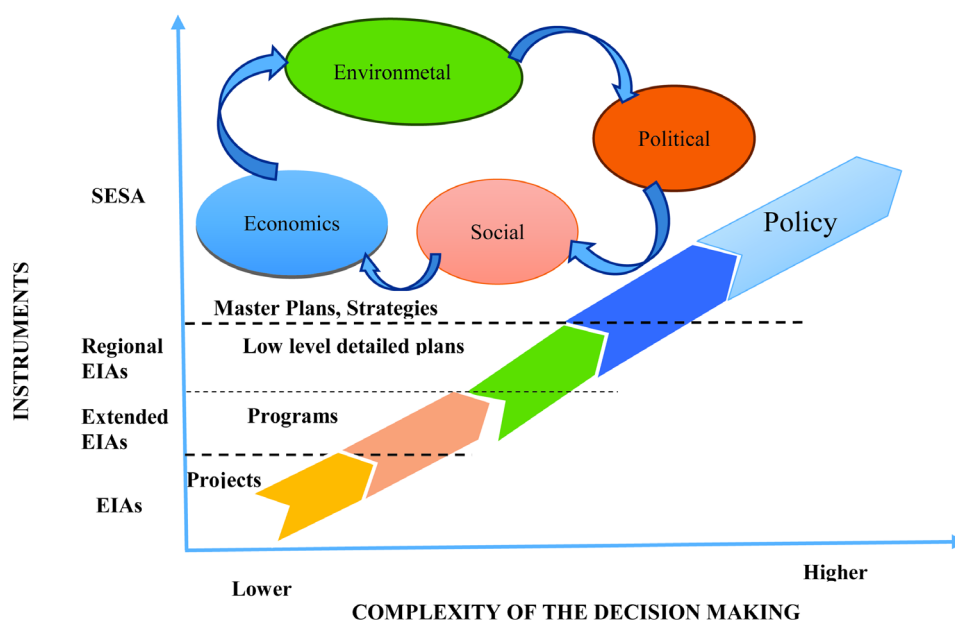 Environmetal
Political
SESA
Economics
Social
Policy
Master Plans, Strategies
Regional
EIAs
Low level detailed plans
Extended
EIAs
Programs
Projects
EIAs
INSTRUMENTS
Lower
Higher
COMPLEXITY OF THE DECISION MAKING